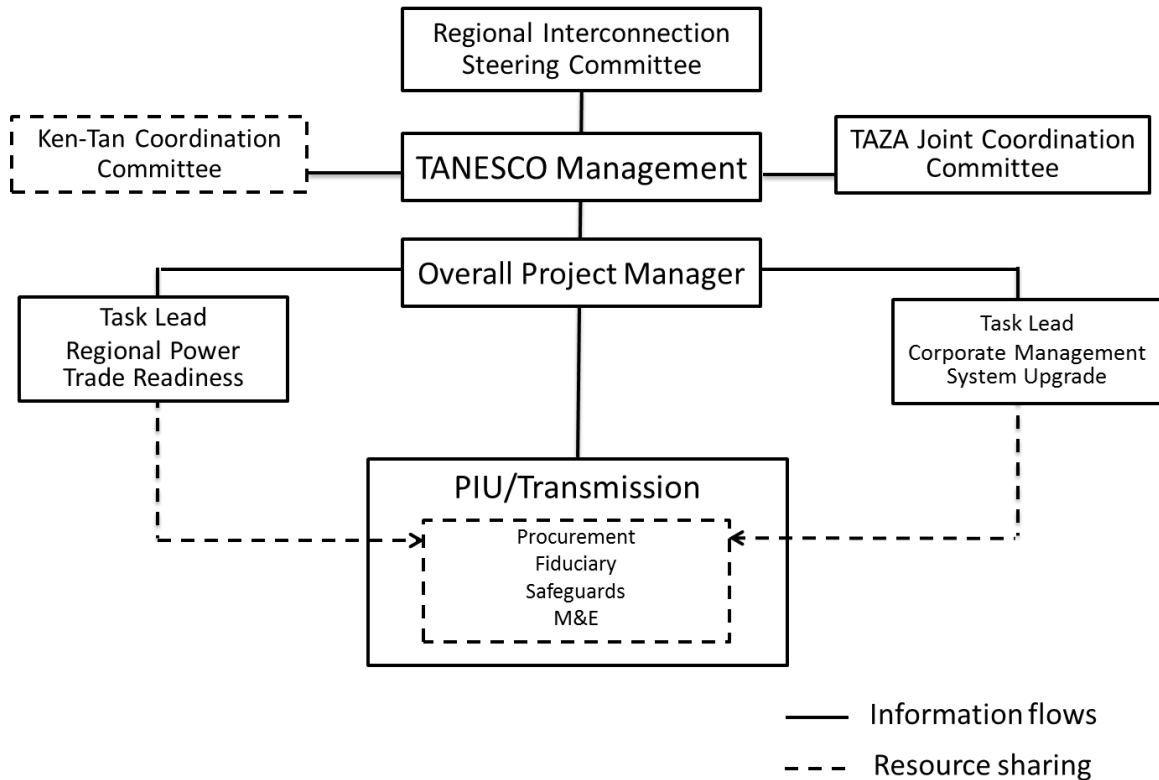 Regional Interconnection
Steering Committee
Ken-Tan Coordination
Committee
TANESCO Management
TAZA Joint Coordination
Committee
Overall Project Manager
Task Lead
Regional Power
Trade Readiness
Task Lead
Corporate Management
System Upgrade
PIU/Transmission
Procurement
Fiduciary
Safeguards
M&E
Information flows
Resource sharing